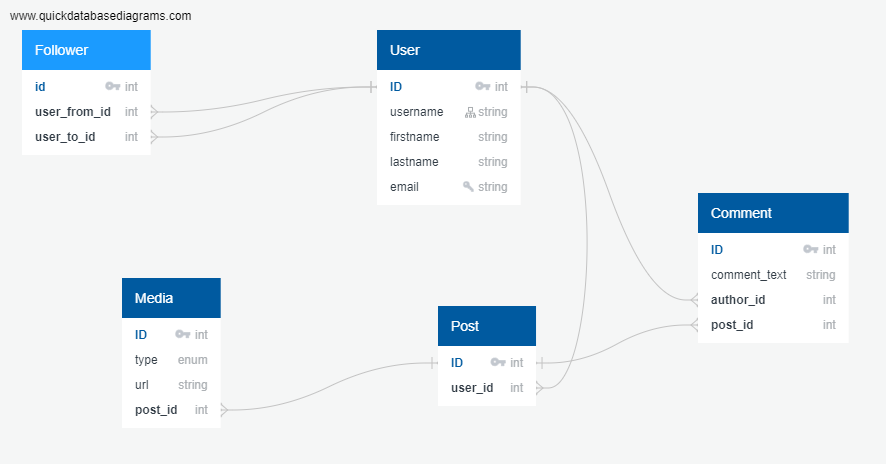 www.quickdatabasediagrams.com
Follower
id int
user_from_id int
user_to_id int
User
ID int
username string
firstname string
lastname string
email string
Comment
ID int
comment_text string
author_id int
post_id int
Media
ID int
type enum
url string
post_id int
Post
ID int
user_id int